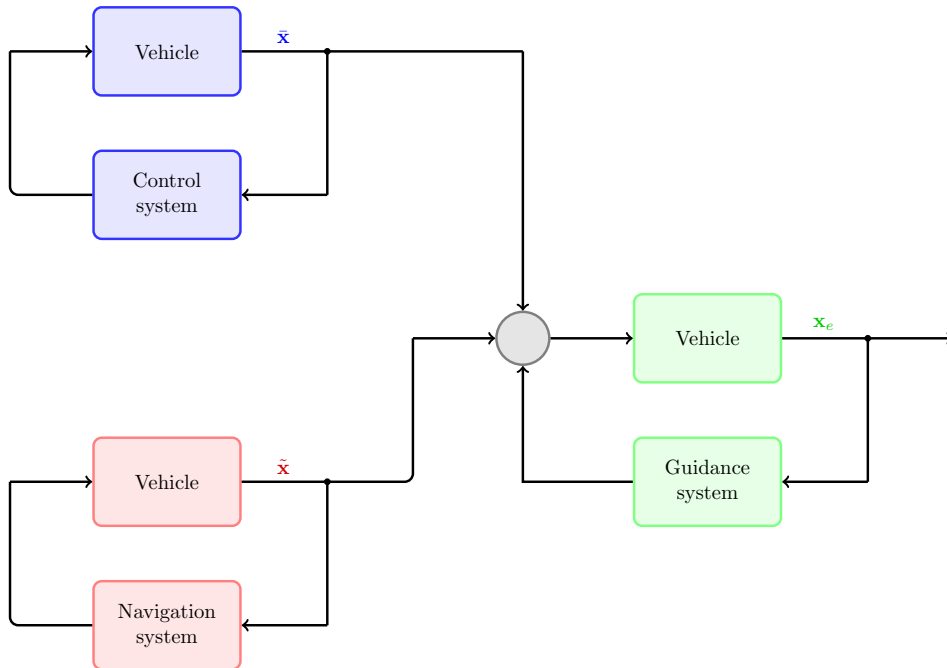 Vehicle
x̄
Control
system
Vehicle
x_e
Vehicle
x̃
Guidance
system
Navigation
system